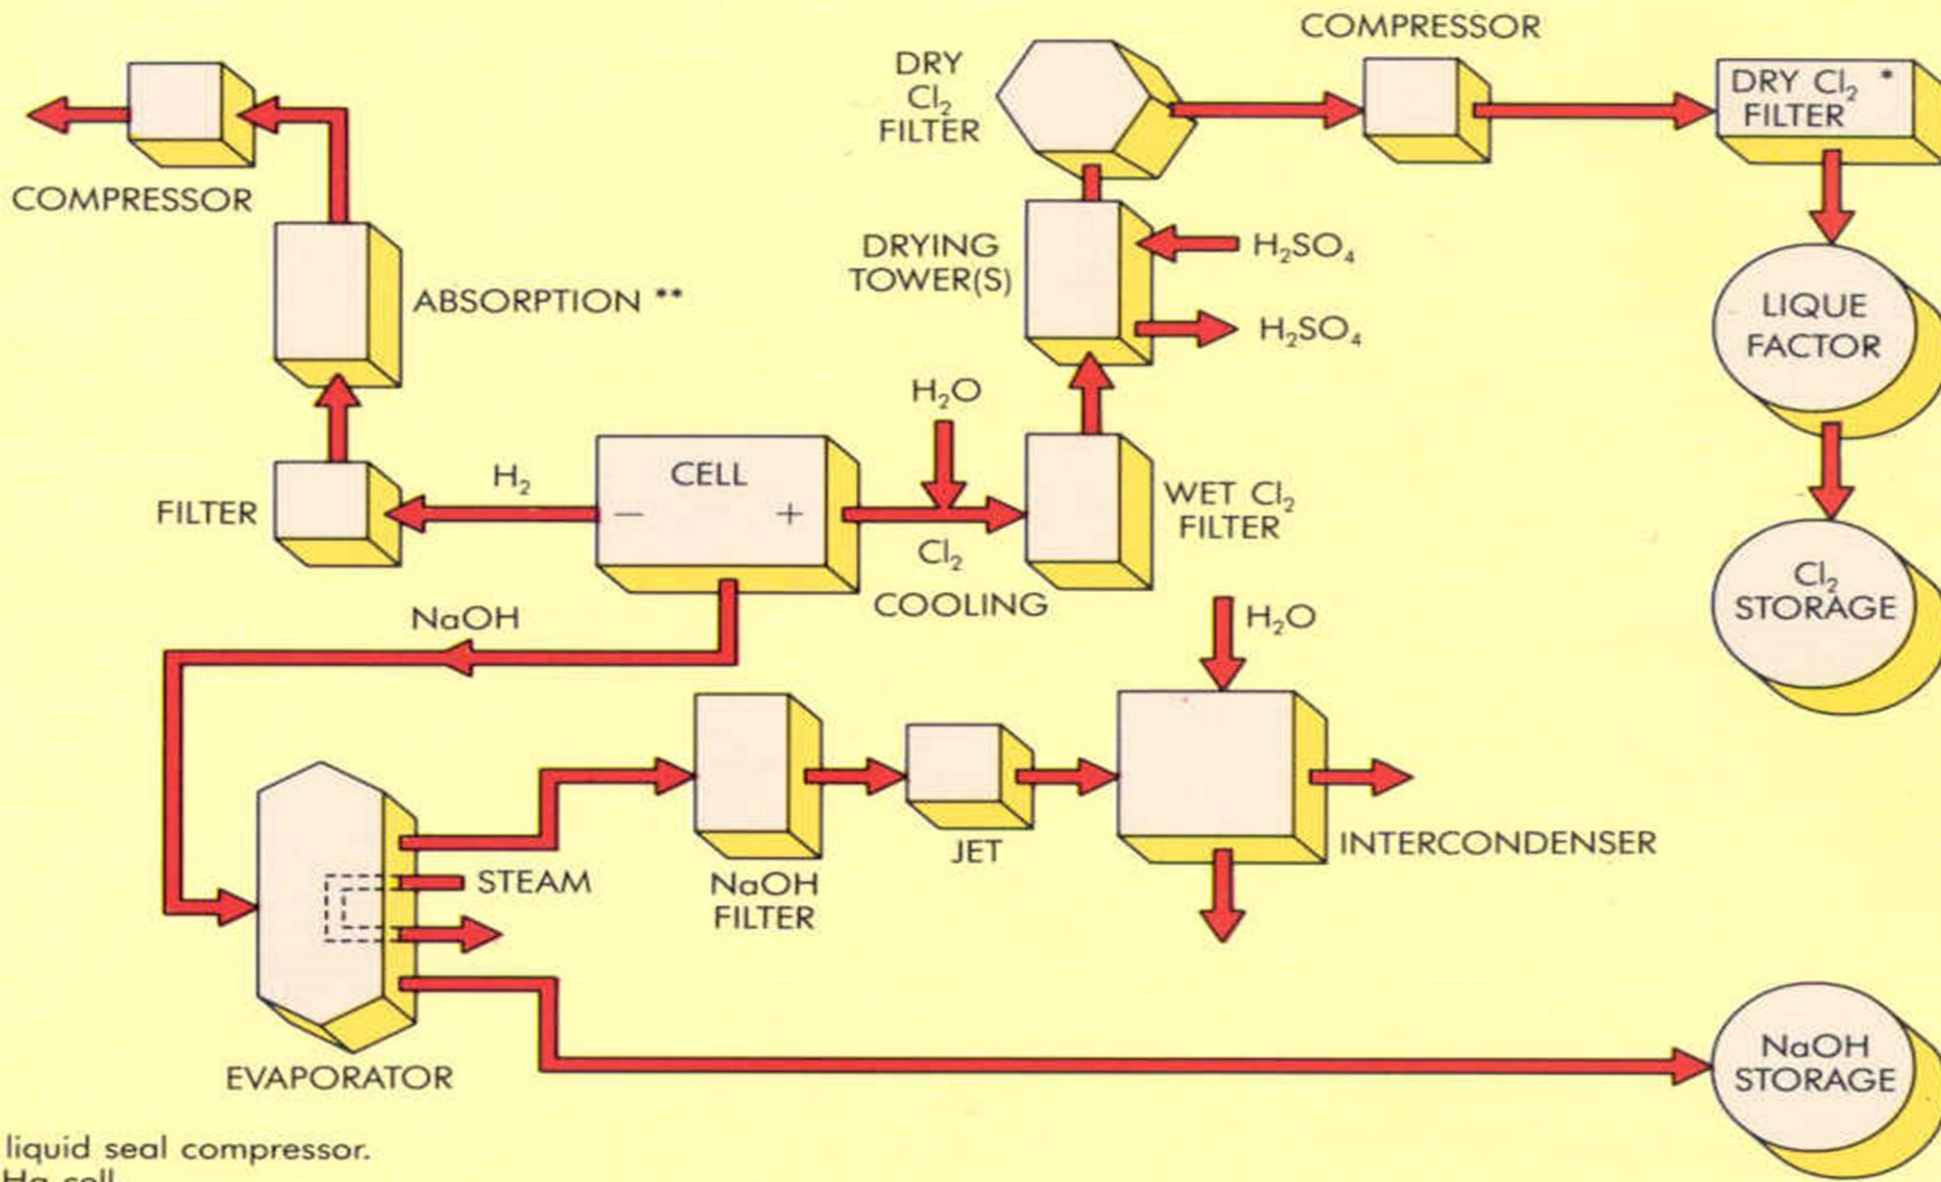 COMPRESSOR
DRY
Cl₂
FILTER
DRY Cl₂ *
FILTER
COMPRESSOR
DRYING
TOWER(S)
H₂SO₄
H₂SO₄
ABSORPTION **
LIQUE
FACTOR
H₂O
H₂
CELL
− +
FILTER
WET Cl₂
FILTER
Cl₂
COOLING
Cl₂
STORAGE
NaOH
H₂O
STEAM
NaOH
FILTER
JET
INTERCONDENSER
EVAPORATOR
NaOH
STORAGE
liquid seal compressor.
Hg cell